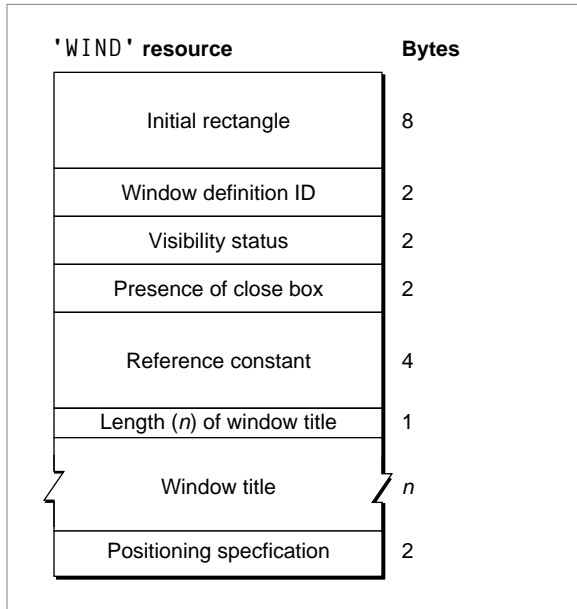 'WIND' resource Bytes
Initial rectangle 8
Window definition ID 2
Visibility status 2
Presence of close box 2
Reference constant 4
Length (n) of window title 1
Window title n
Positioning specfication 2